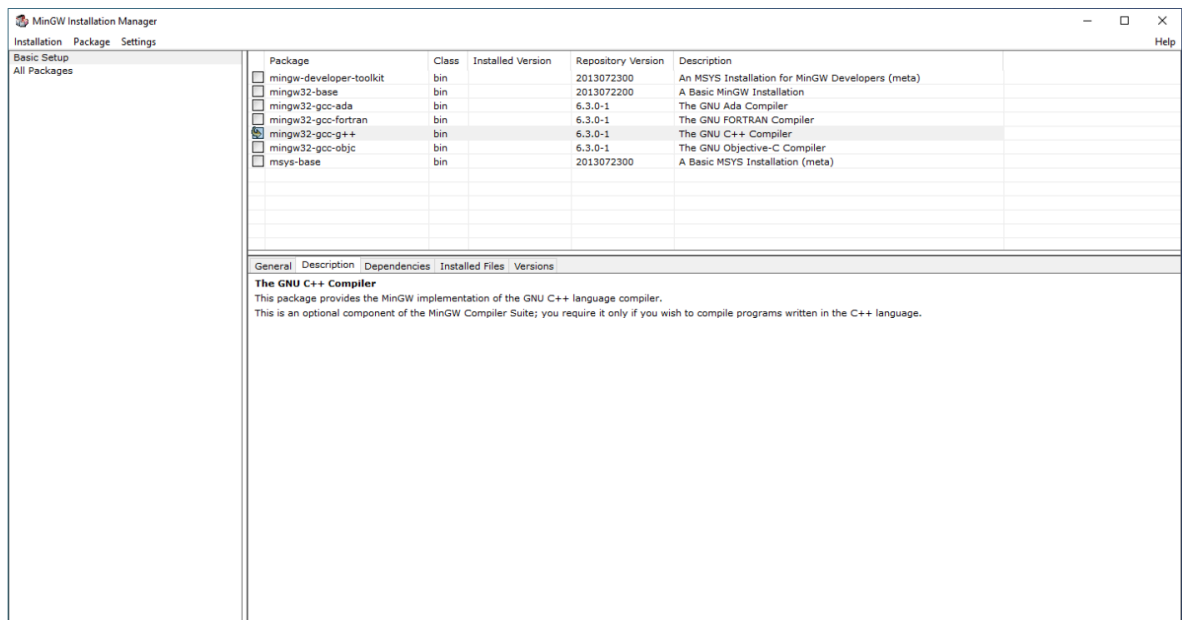 MinGW Installation Manager
Installation Package Settings Help
Basic Setup
All Packages
Package Class Installed Version Repository Version Description
mingw-developer-toolkit bin 2013072300 An MSYS Installation for MinGW Developers (meta)
mingw32-base bin 2013072200 A Basic MinGW Installation
mingw32-gcc-ada bin 6.3.0-1 The GNU Ada Compiler
mingw32-gcc-fortran bin 6.3.0-1 The GNU FORTRAN Compiler
mingw32-gcc-g++ bin 6.3.0-1 The GNU C++ Compiler
mingw32-gcc-objc bin 6.3.0-1 The GNU Objective-C Compiler
msys-base bin 2013072300 A Basic MSYS Installation (meta)
General Description Dependencies Installed Files Versions
The GNU C++ Compiler
This package provides the MinGW implementation of the GNU C++ language compiler.
This is an optional component of the MinGW Compiler Suite; you require it only if you wish to compile programs written in the C++ language.